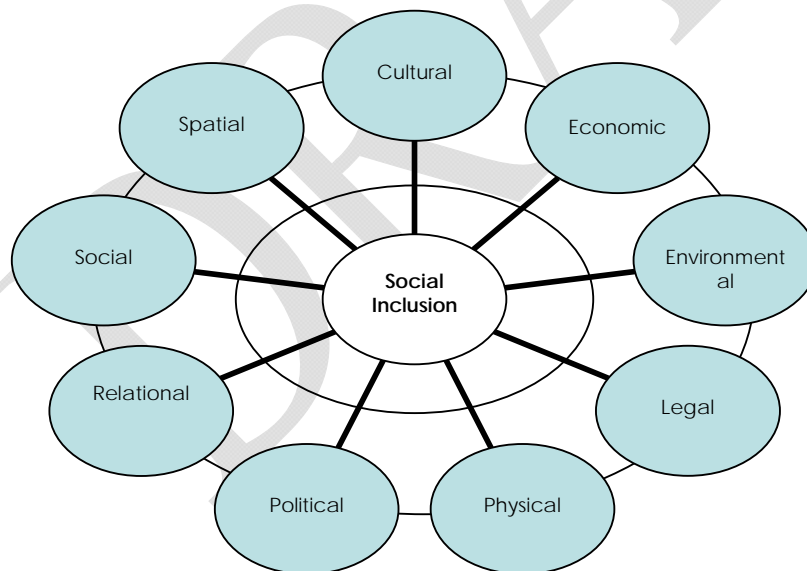 Cultural
Spatial
Economic
Social
Environment
al
Social
Inclusion
Relational
Legal
Political
Physical